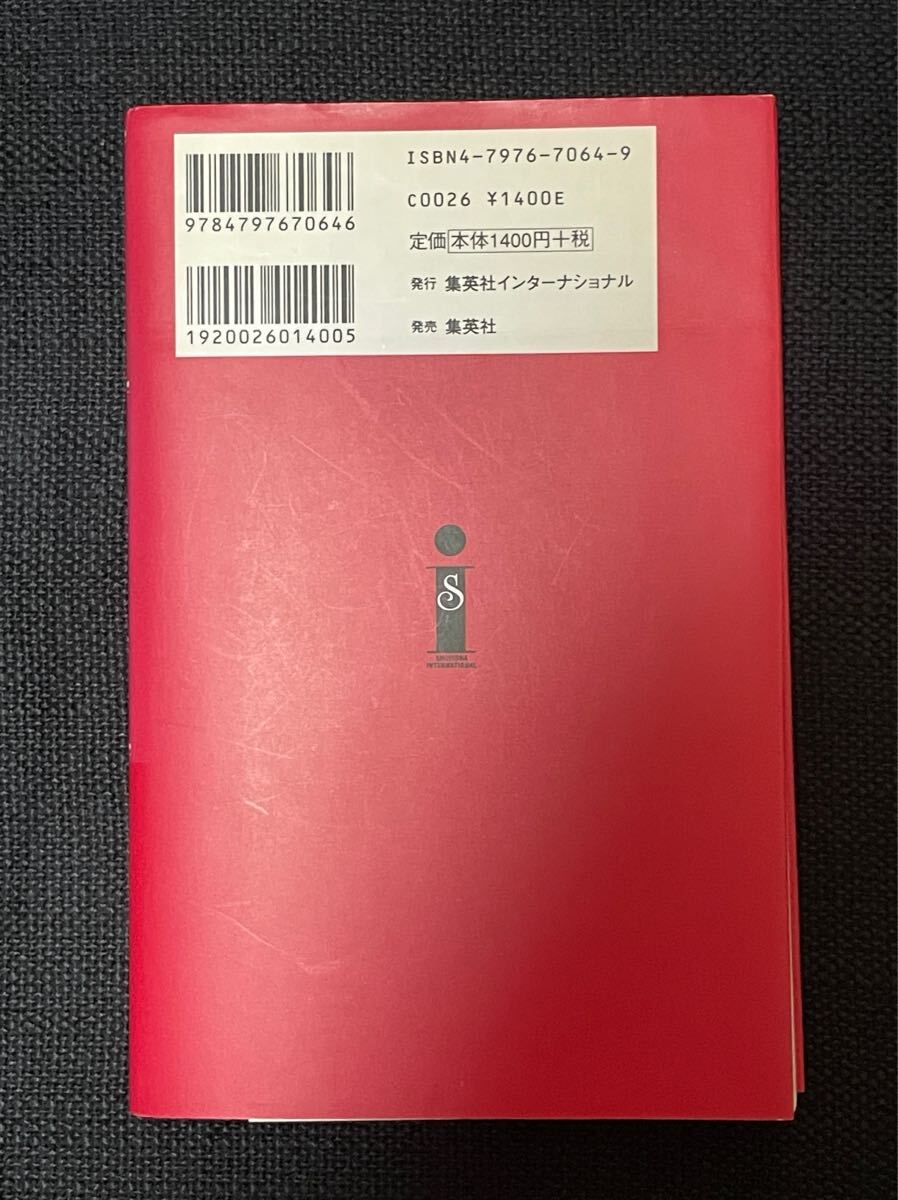 ISBN4-7976-7064-9
9784797670646
C0026 ¥1400E
定価本体1400円+税
発行 集英社インターナショナル
1920026014005
発売 集英社
S
SHUEISHA
INTERNATIONAL